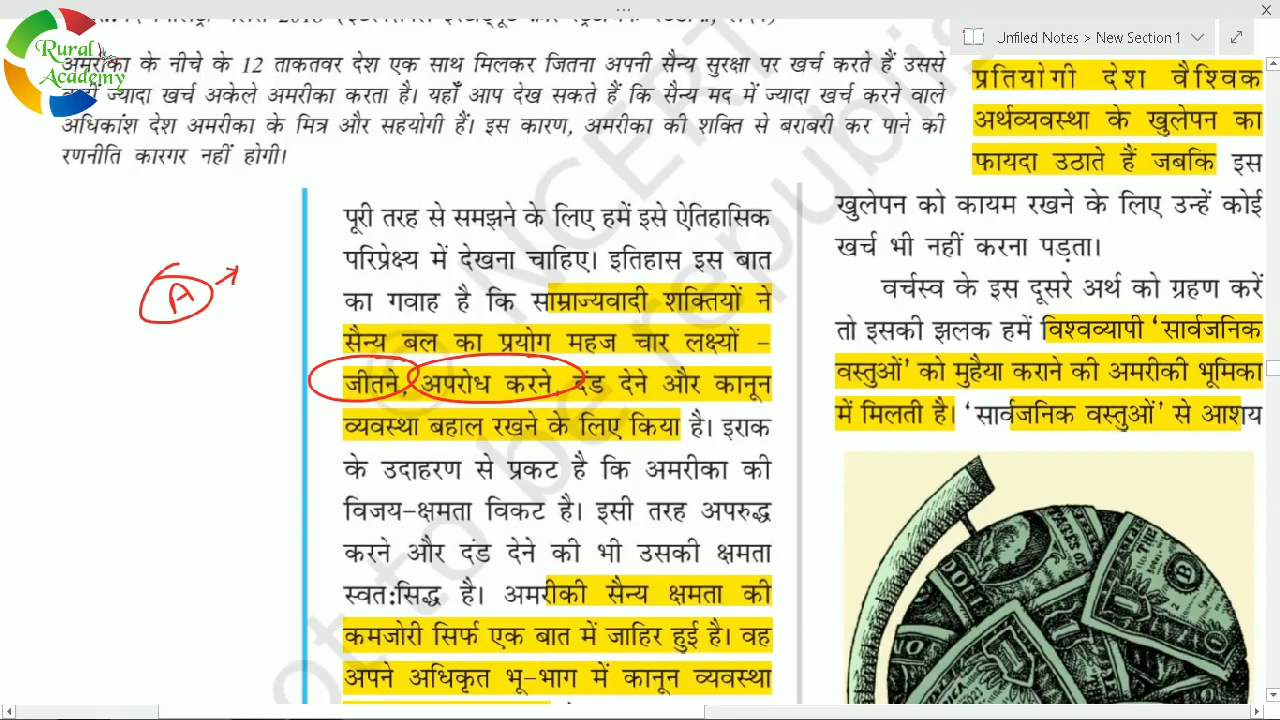 Rural
Academy
अमरीका के नीचे के 12 ताकतवर देश एक साथ मिलकर जितना अपनी सैन्य सुरक्षा पर खर्च करते हैं उससे
ज्यादा खर्च अकेले अमरीका करता है। यहाँ आप देख सकते हैं कि सैन्य मद में ज्यादा खर्च करने वाले
अधिकांश देश अमरीका के मित्र और सहयोगी हैं। इस कारण, अमरीका की शक्ति से बराबरी कर पाने की
रणनीति कारगर नहीं होगी।
A
पूरी तरह से समझने के लिए हमें इसे ऐतिहासिक
परिप्रेक्ष्य में देखना चाहिए। इतिहास इस बात
का गवाह है कि साम्राज्यवादी शक्तियों ने
सैन्य बल का प्रयोग महज चार लक्ष्यों –
जीतने, अपरोध करने, दंड देने और कानून
व्यवस्था बहाल रखने के लिए किया है। इराक
के उदाहरण से प्रकट है कि अमरीका की
विजय-क्षमता विकट है। इसी तरह अपरुद्ध
करने और दंड देने की भी उसकी क्षमता
स्वत:सिद्ध है। अमरीकी सैन्य क्षमता की
कमजोरी सिर्फ एक बात में जाहिर हुई है। वह
अपने अधिकृत भू-भाग में कानून व्यवस्था
Unfiled Notes > New Section 1
प्रतियोगी देश वैश्विक
अर्थव्यवस्था के खुलेपन का
फायदा उठाते हैं जबकि इस
खुलेपन को कायम रखने के लिए उन्हें कोई
खर्च भी नहीं करना पड़ता।
वर्चस्व के इस दूसरे अर्थ को ग्रहण करें
तो इसकी झलक हमें विश्वव्यापी 'सार्वजनिक
वस्तुओं' को मुहैया कराने की अमरीकी भूमिका
में मिलती है। 'सार्वजनिक वस्तुओं' से आशय